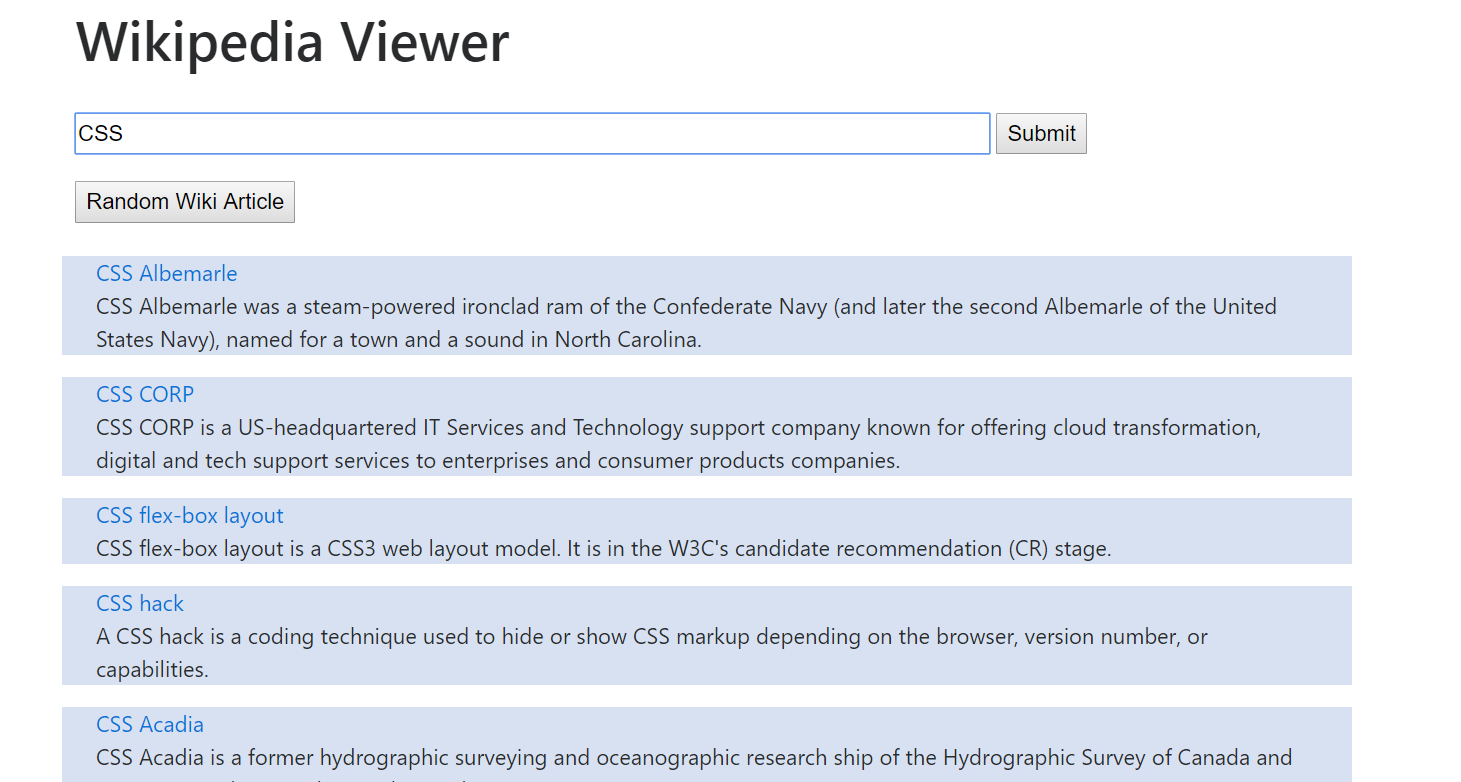 Wikipedia Viewer
CSS
Submit
Random Wiki Article
CSS Albemarle
CSS Albemarle was a steam-powered ironclad ram of the Confederate Navy (and later the second Albemarle of the United
States Navy), named for a town and a sound in North Carolina.
CSS CORP
CSS CORP is a US-headquartered IT Services and Technology support company known for offering cloud transformation,
digital and tech support services to enterprises and consumer products companies.
CSS flex-box layout
CSS flex-box layout is a CSS3 web layout model. It is in the W3C's candidate recommendation (CR) stage.
CSS hack
A CSS hack is a coding technique used to hide or show CSS markup depending on the browser, version number, or
capabilities.
CSS Acadia
CSS Acadia is a former hydrographic surveying and oceanographic research ship of the Hydrographic Survey of Canada and